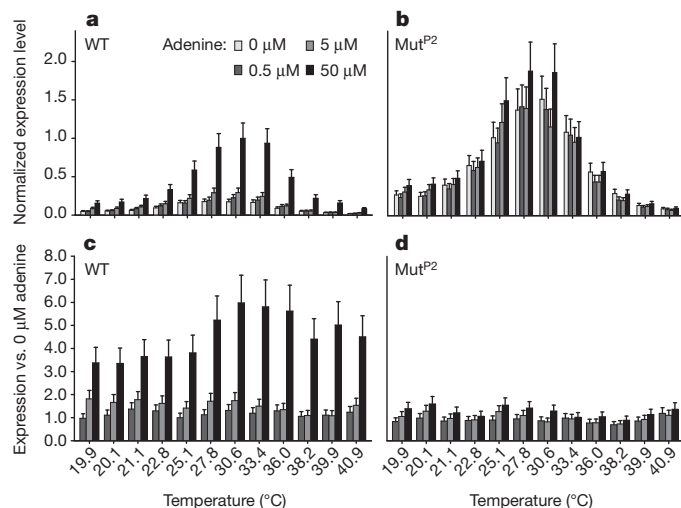 a
b
WT
Adenine:
0 μM
5 μM
0.5 μM
50 μM
Mut^P2
Normalized expression level
2.0
1.5
1.0
0.5
0.0
c
d
WT
Mut^P2
Expression vs. 0 μM adenine
8.0
7.0
6.0
5.0
4.0
3.0
2.0
1.0
0.0
19.9
20.1
21.1
22.8
25.1
27.8
30.6
33.4
36.0
38.2
39.9
40.9
19.9
20.1
21.1
22.8
25.1
27.8
30.6
33.4
36.0
38.2
39.9
40.9
Temperature (°C)
Temperature (°C)